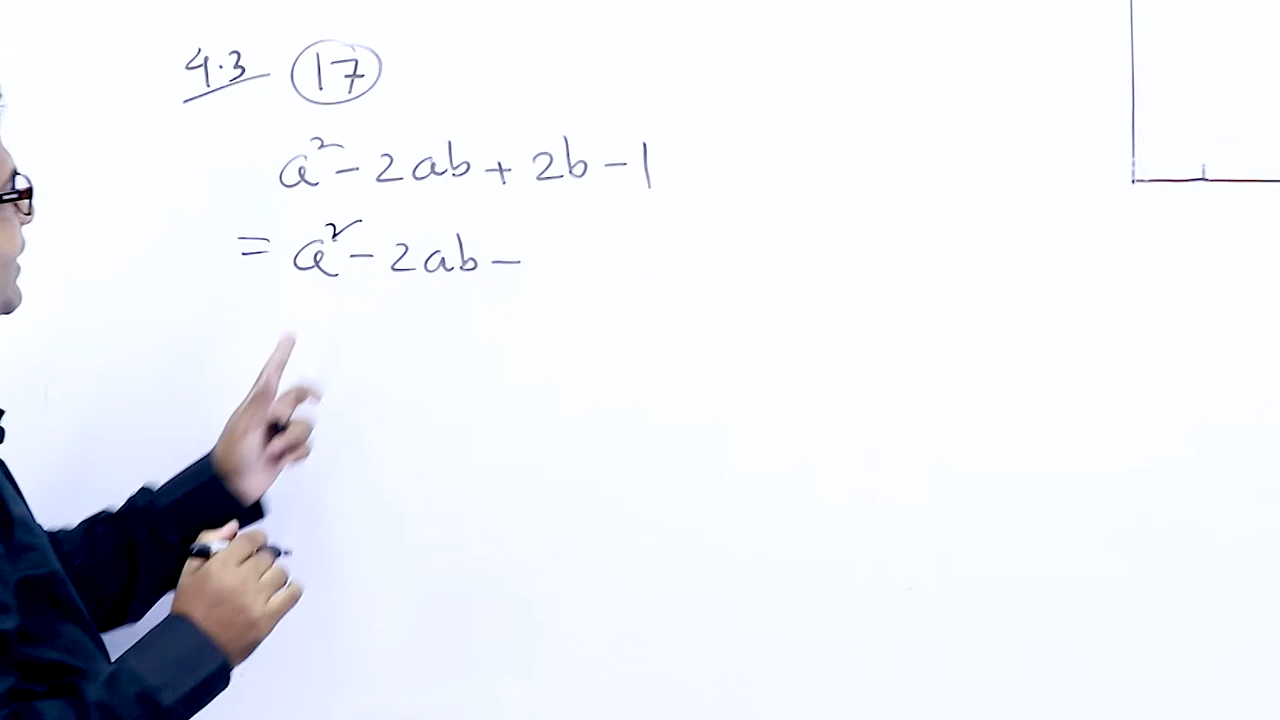 4.3 17
a² - 2ab + 2b - 1
= a² - 2ab -